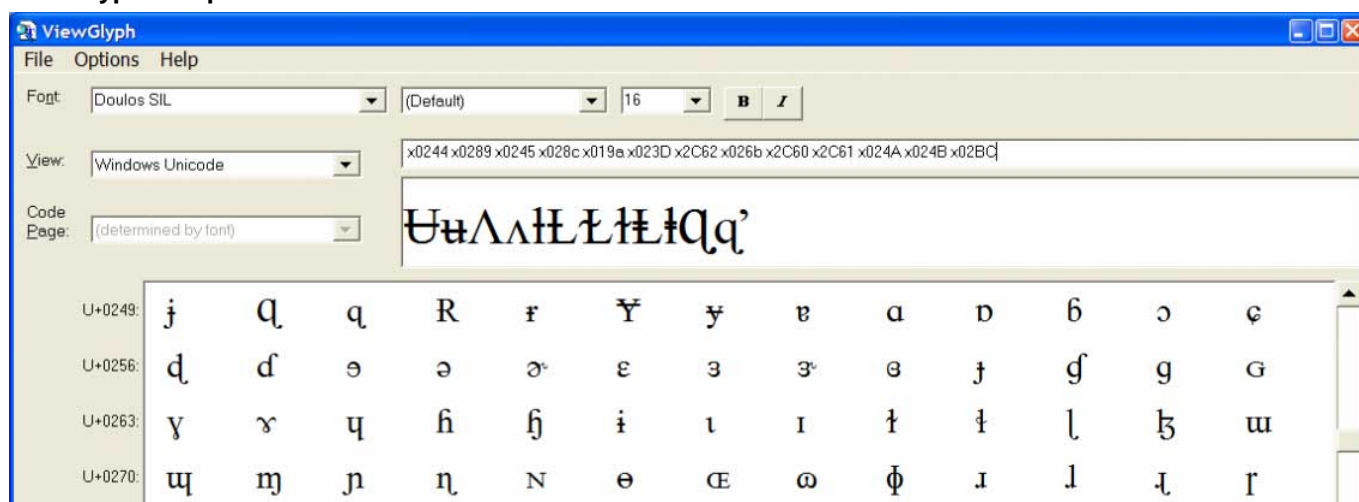 ViewGlyph
File Options Help
Font: Doulos SIL (Default) 16 B I
View: Windows Unicode x0244 x0289 x0245 x028c x019a x023D x2C62 x026b x2C60 x2C61 x024A x024B x02BC
Code Page: (determined by font) ɄʉɅʌƚȽⱢɫⱠⱡɊɋʼ
U+0249: ɉ Ɋ ɋ Ɍ ɍ Ɏ ɏ ɐ ɑ ɒ ɓ ɔ ɕ
U+0256: ɖ ɗ ɘ ə ɚ ɛ ɜ ɝ ɞ ɟ ɠ ɡ ɢ
U+0263: ɣ ɤ ɥ ɦ ɧ ɨ ɩ ɪ ɫ ɬ ɭ ɮ ɯ
U+0270: ɰ ɱ ɲ ɳ ɴ ɵ ɶ ɷ ɸ ɹ ɺ ɻ ɼ